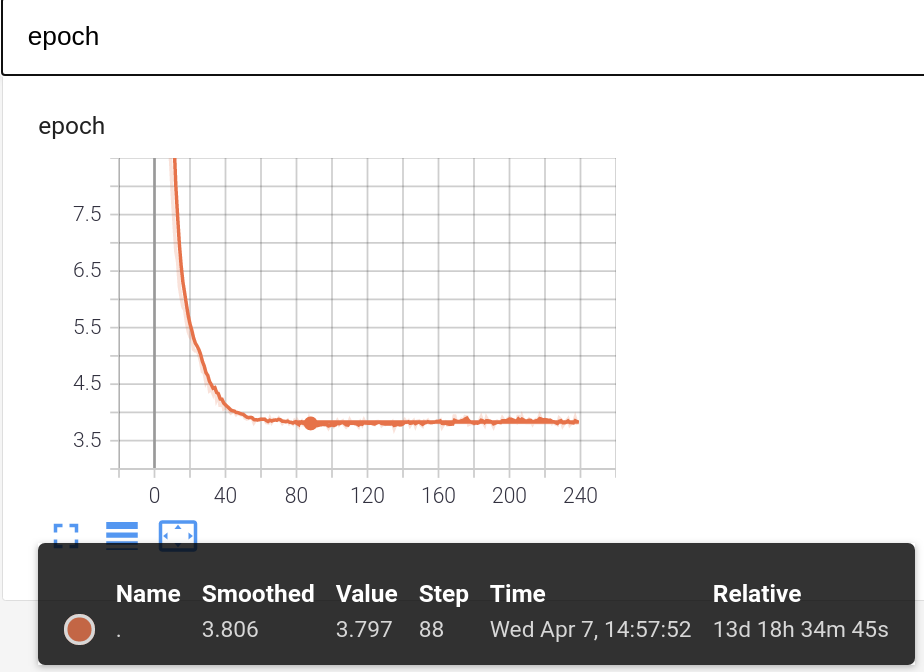 epoch
epoch
7.5
6.5
5.5
4.5
3.5
0 40 80 120 160 200 240
Name Smoothed Value Step Time Relative
. 3.806 3.797 88 Wed Apr 7, 14:57:52 13d 18h 34m 45s